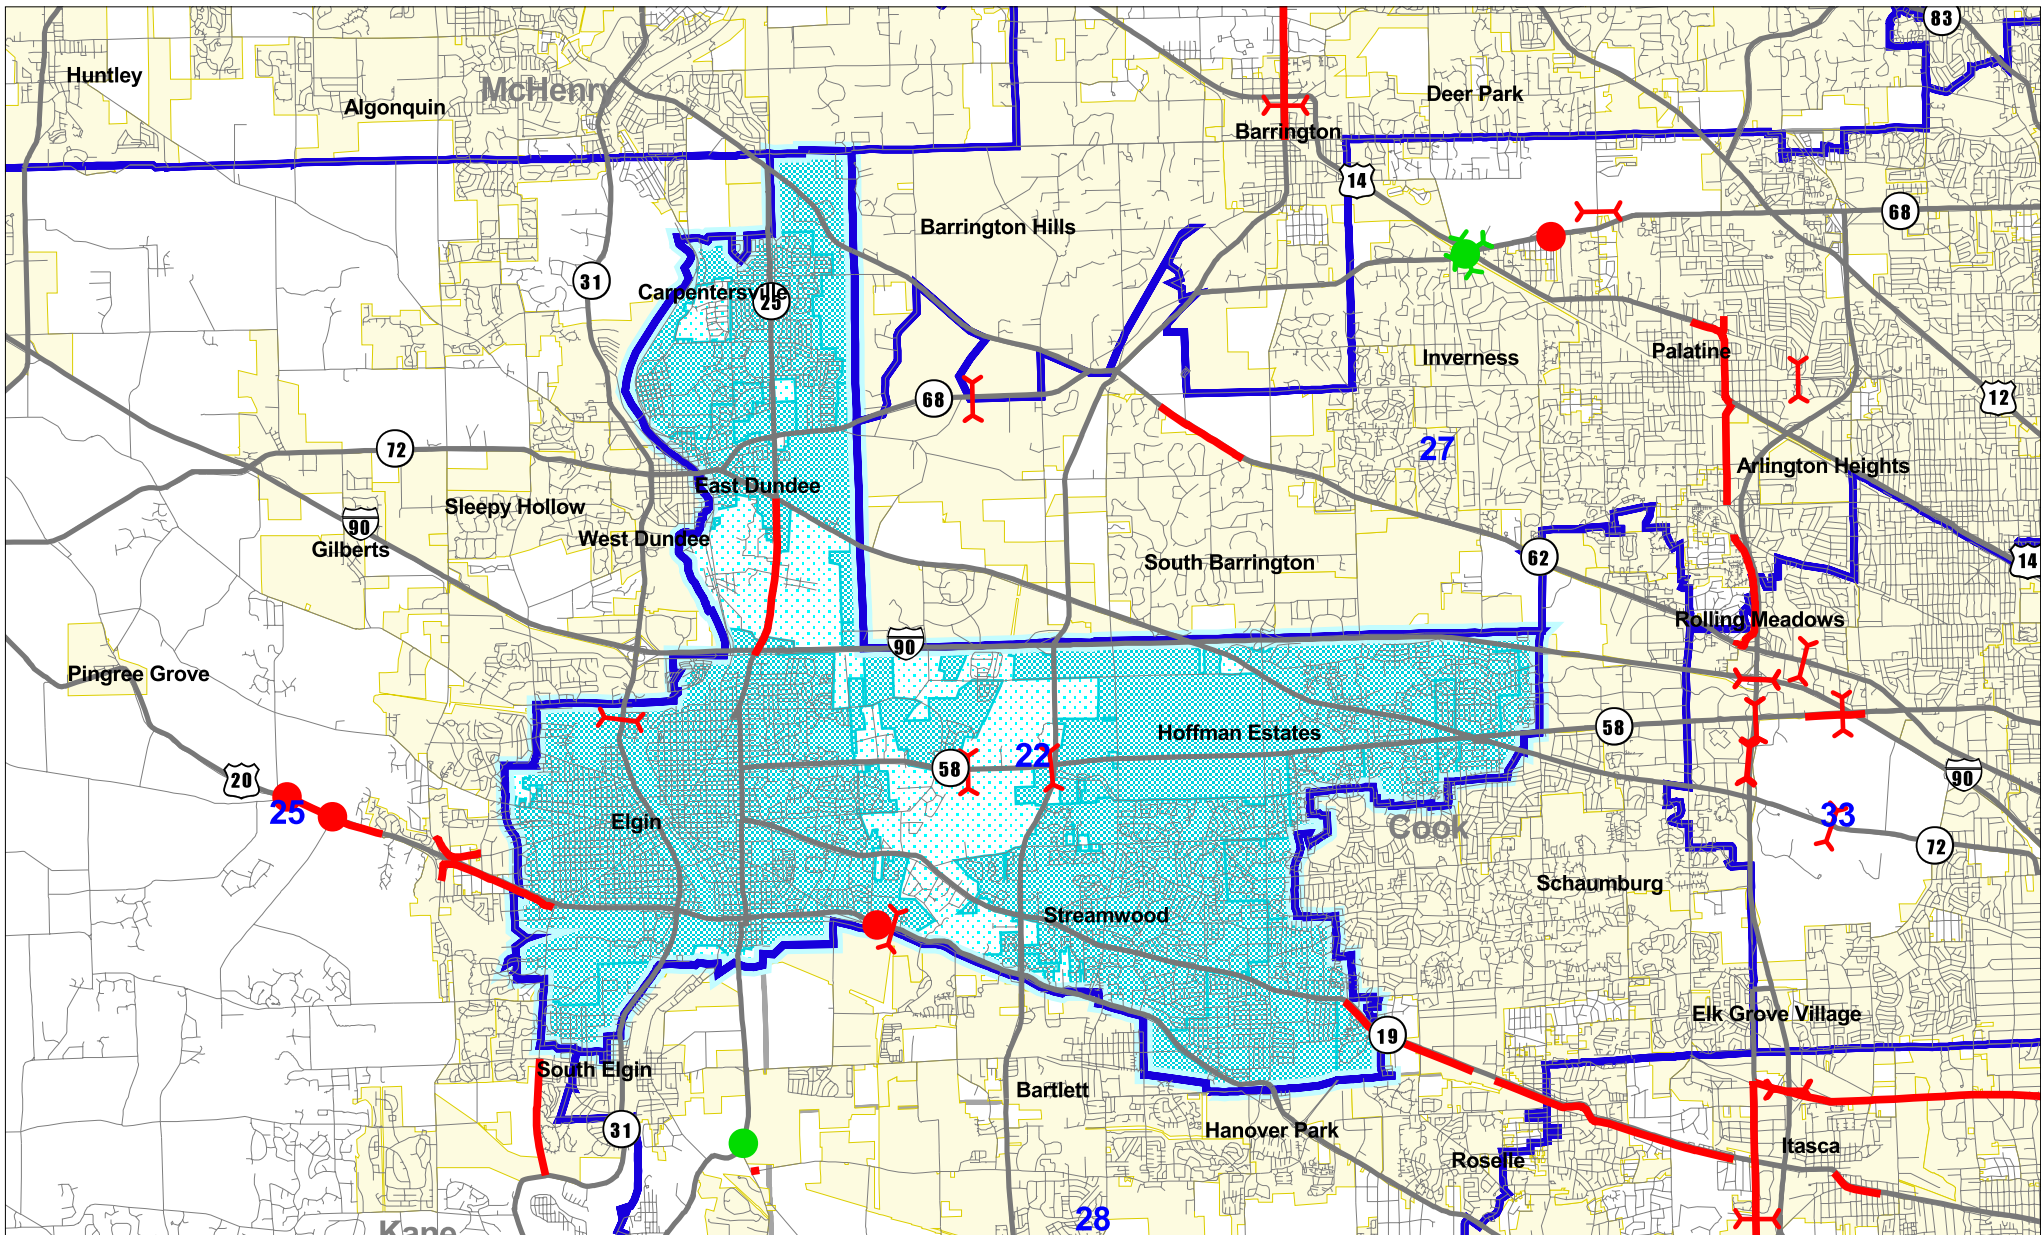 83
Huntley
McHenry
Algonquin
Deer Park
Barrington
14
68
Barrington Hills
31
Carpentersville
25
Inverness
Palatine
68
12
72
27
Arlington Heights
East Dundee
Sleepy Hollow
90
Gilberts
West Dundee
South Barrington
62
14
Rolling Meadows
90
Pingree Grove
58
Hoffman Estates
22
58
20
90
25
Elgin
Cook
33
72
Schaumburg
Streamwood
Elk Grove Village
19
South Elgin
Bartlett
31
Hanover Park
Itasca
Roselle
28
Kane